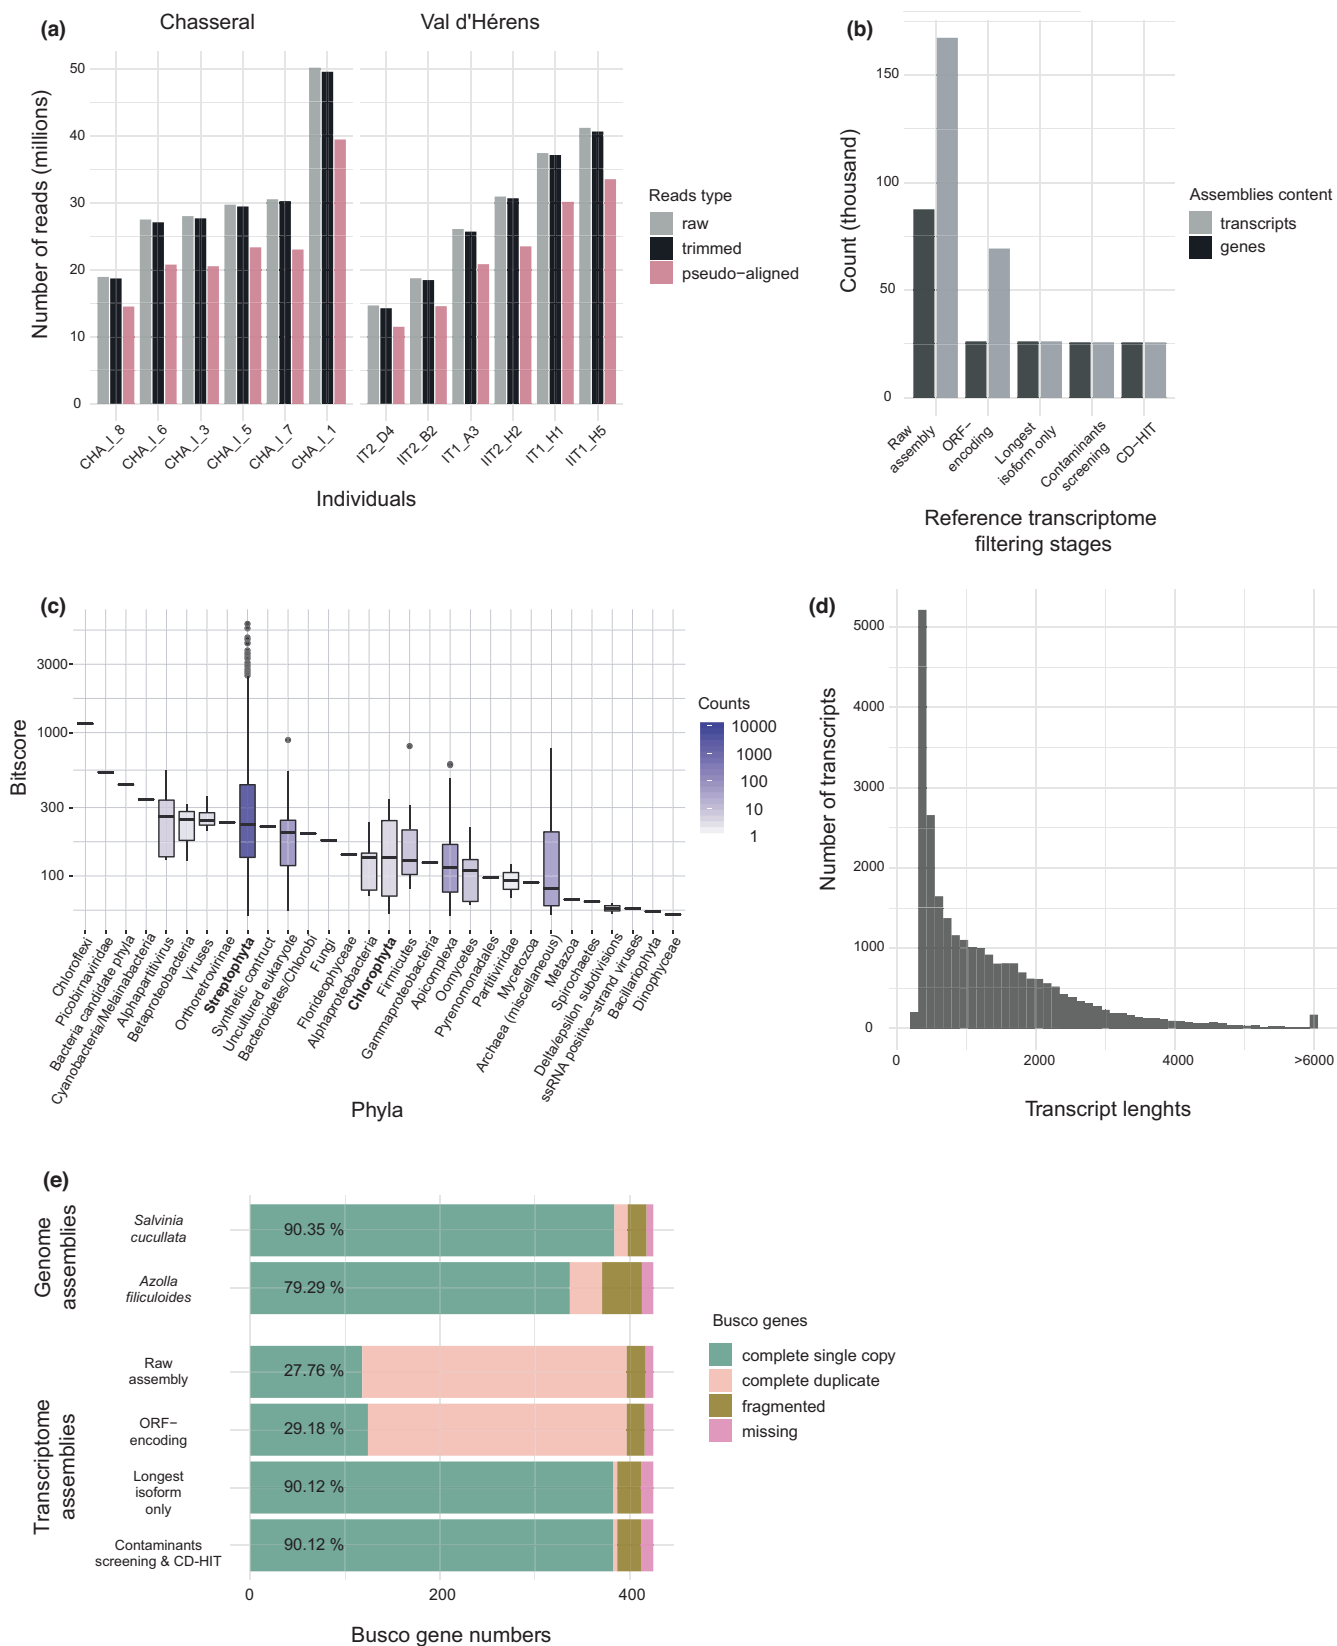 (a)
Chasseral
Val d'Hérens
Number of reads (millions)
50
40
30
20
10
0
CHA_I_8
CHA_I_6
CHA_I_3
CHA_I_5
CHA_I_7
CHA_I_1
IT2_D4
IIT2_B2
IT1_A3
IIT2_H2
IT1_H1
IIT1_H5
Individuals
Reads type
raw
trimmed
pseudo−aligned
(b)
Count (thousand)
150
100
50
0
Raw
assembly
ORF−
encoding
Longest
isoform only
Contaminants
screening
CD−HIT
Reference transcriptome
filtering stages
Assemblies content
transcripts
genes
(c)
Bitscore
3000
1000
300
100
Chloroflexi
Picobirnaviridae
Bacteria candidate phyla
Cyanobacteria/Melainabacteria
Alphapartitivirus
Betaproteobacteria
Viruses
Orthoretrovirinae
Streptophyta
Synthetic contruct
Uncultured eukaryote
Bacteroidetes/Chlorobi
Fungi
Florideophyceae
Alphaproteobacteria
Chlorophyta
Firmicutes
Gammaproteobacteria
Apicomplexa
Oomycetes
Pyrenomonadales
Partitiviridae
Mycetozoa
Archaea (miscellaneous)
Metazoa
Spirochaetes
Delta/epsilon subdivisions
ssRNA positive−strand viruses
Bacillariophyta
Dinophyceae
Phyla
Counts
10000
1000
100
10
1
(d)
Number of transcripts
5000
4000
3000
2000
1000
0
0
2000
4000
>6000
Transcript lenghts
(e)
Genome
assemblies
Salvinia
cucullata
90.35 %
Azolla
filiculoides
79.29 %
Transcriptome
assemblies
Raw
assembly
27.76 %
ORF−
encoding
29.18 %
Longest
isoform
only
90.12 %
Contaminants
screening & CD-HIT
90.12 %
0
200
400
Busco gene numbers
Busco genes
complete single copy
complete duplicate
fragmented
missing